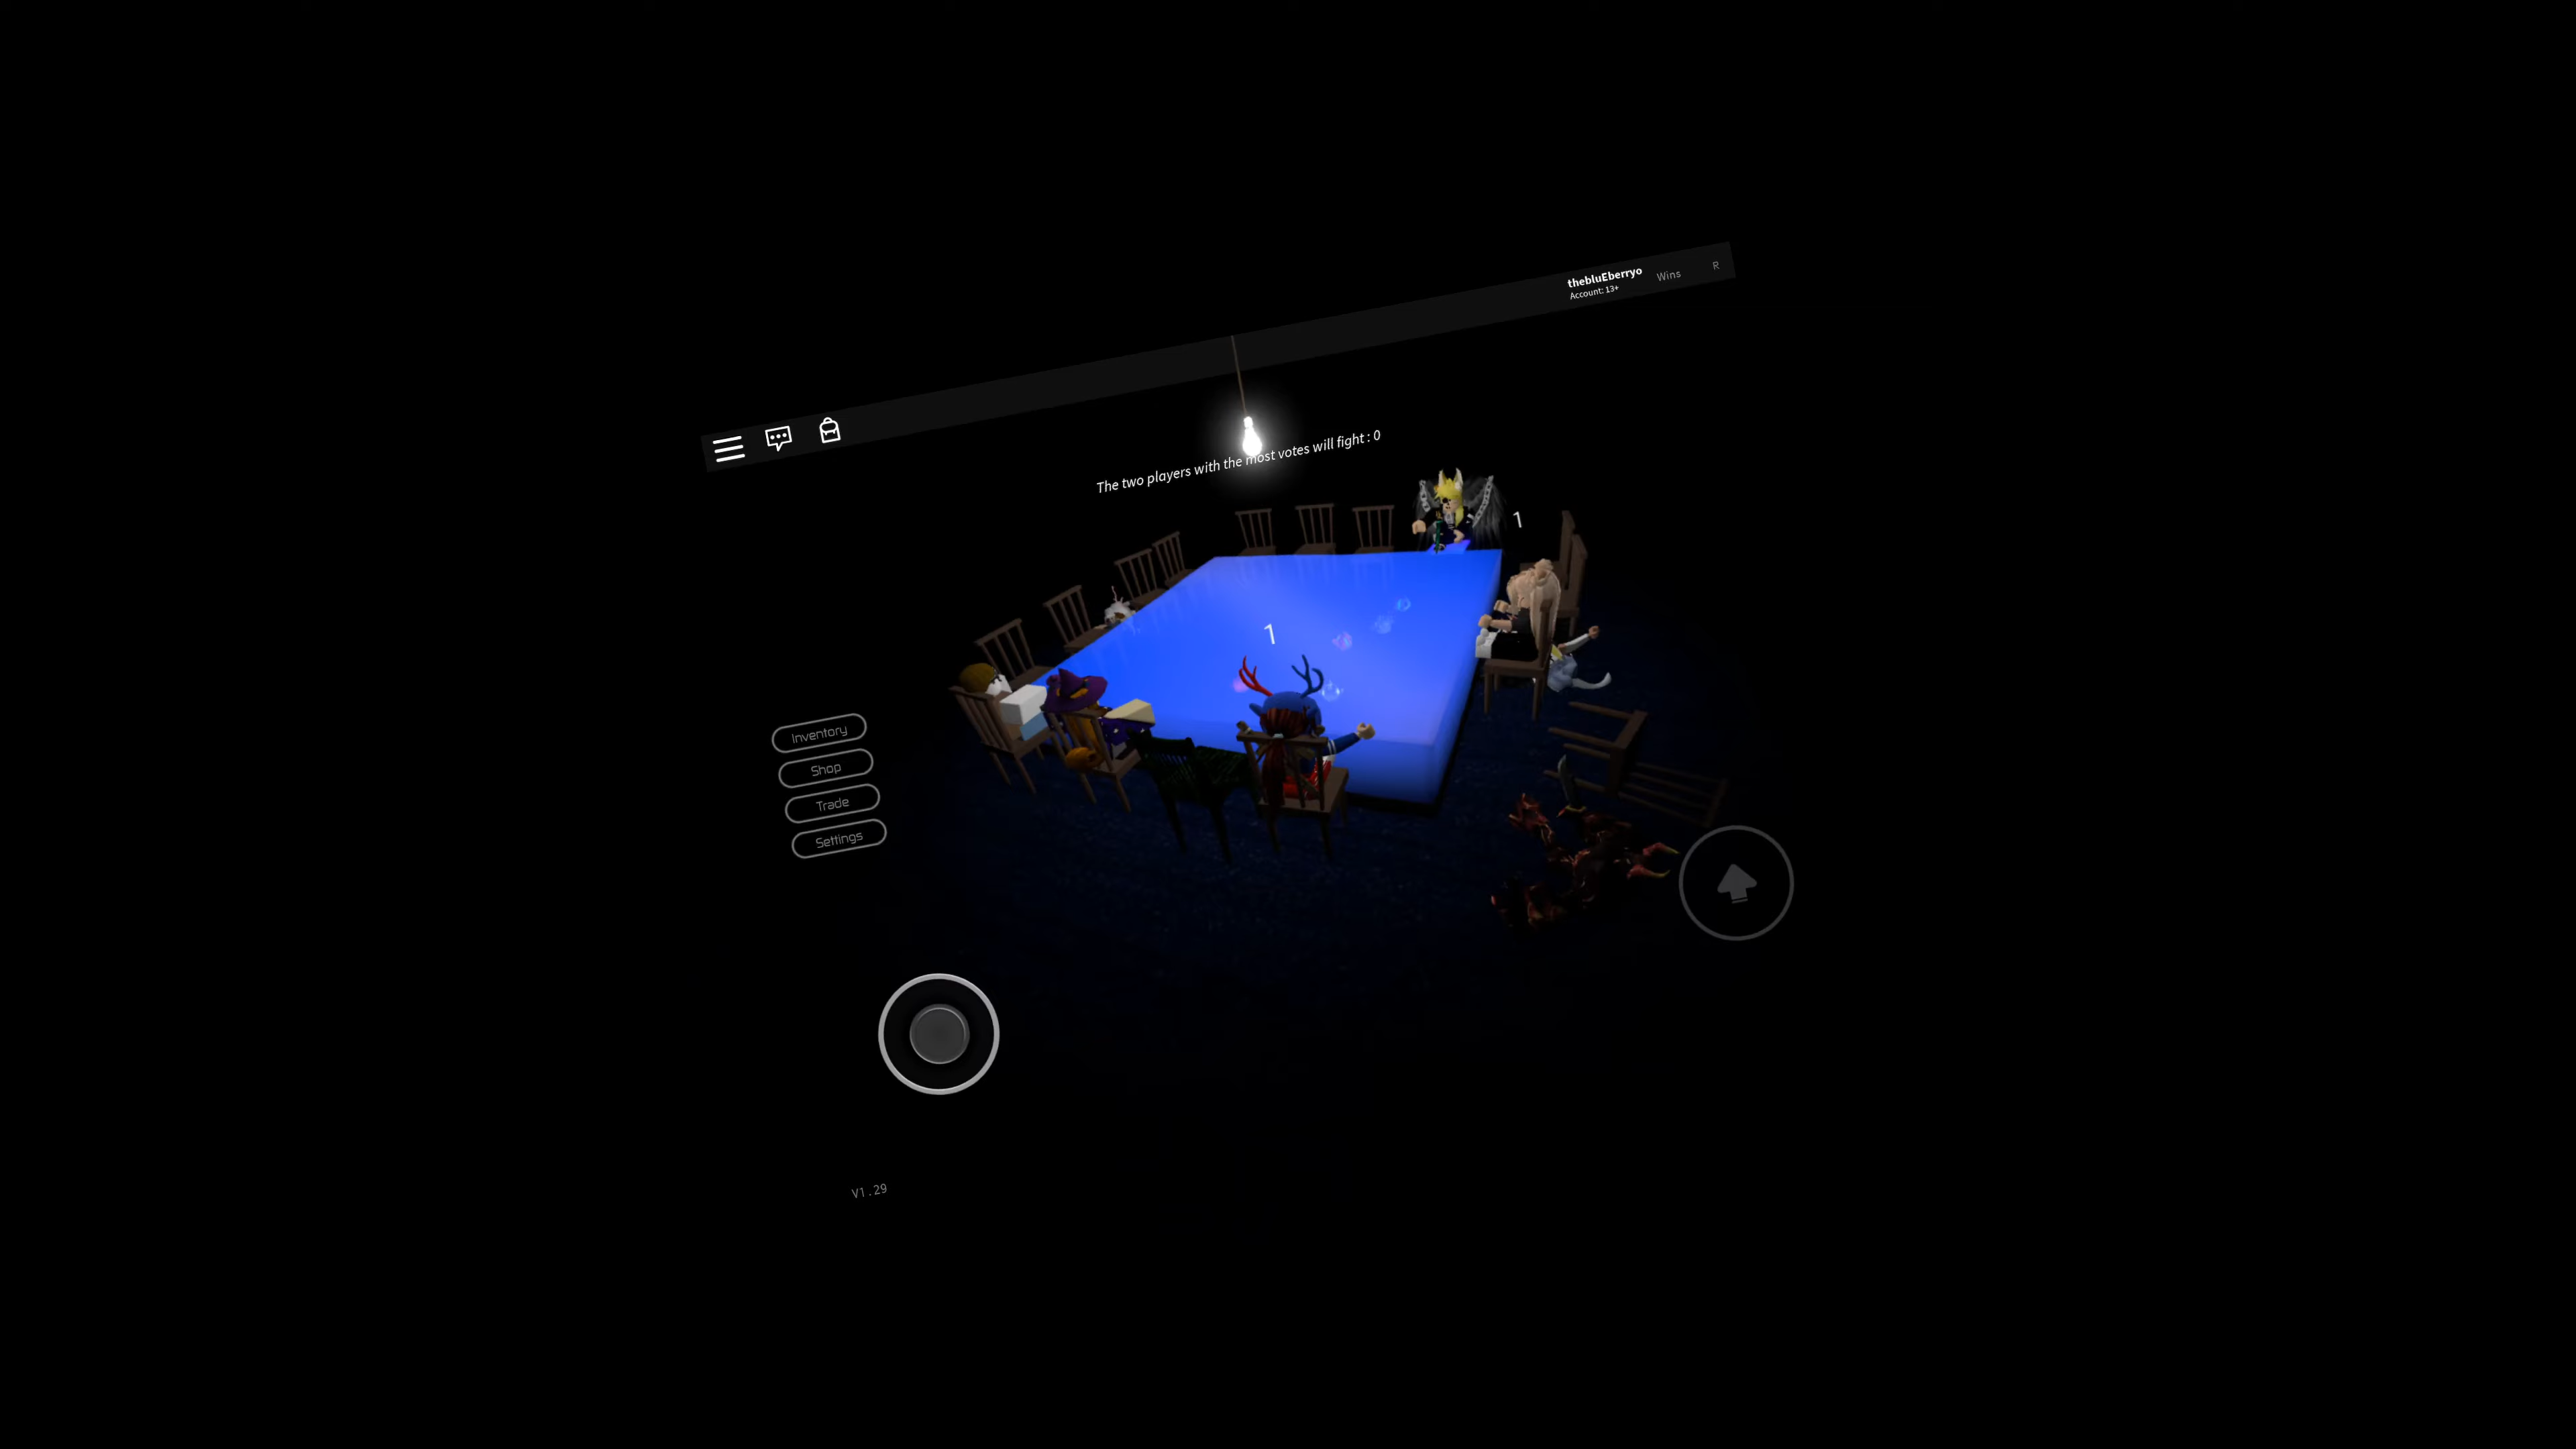 thebluEberryo
Account: 13+
Wins
R
The two players with the most votes will fight : 0
1
1
Inventory
Shop
Trade
Settings
V1.29